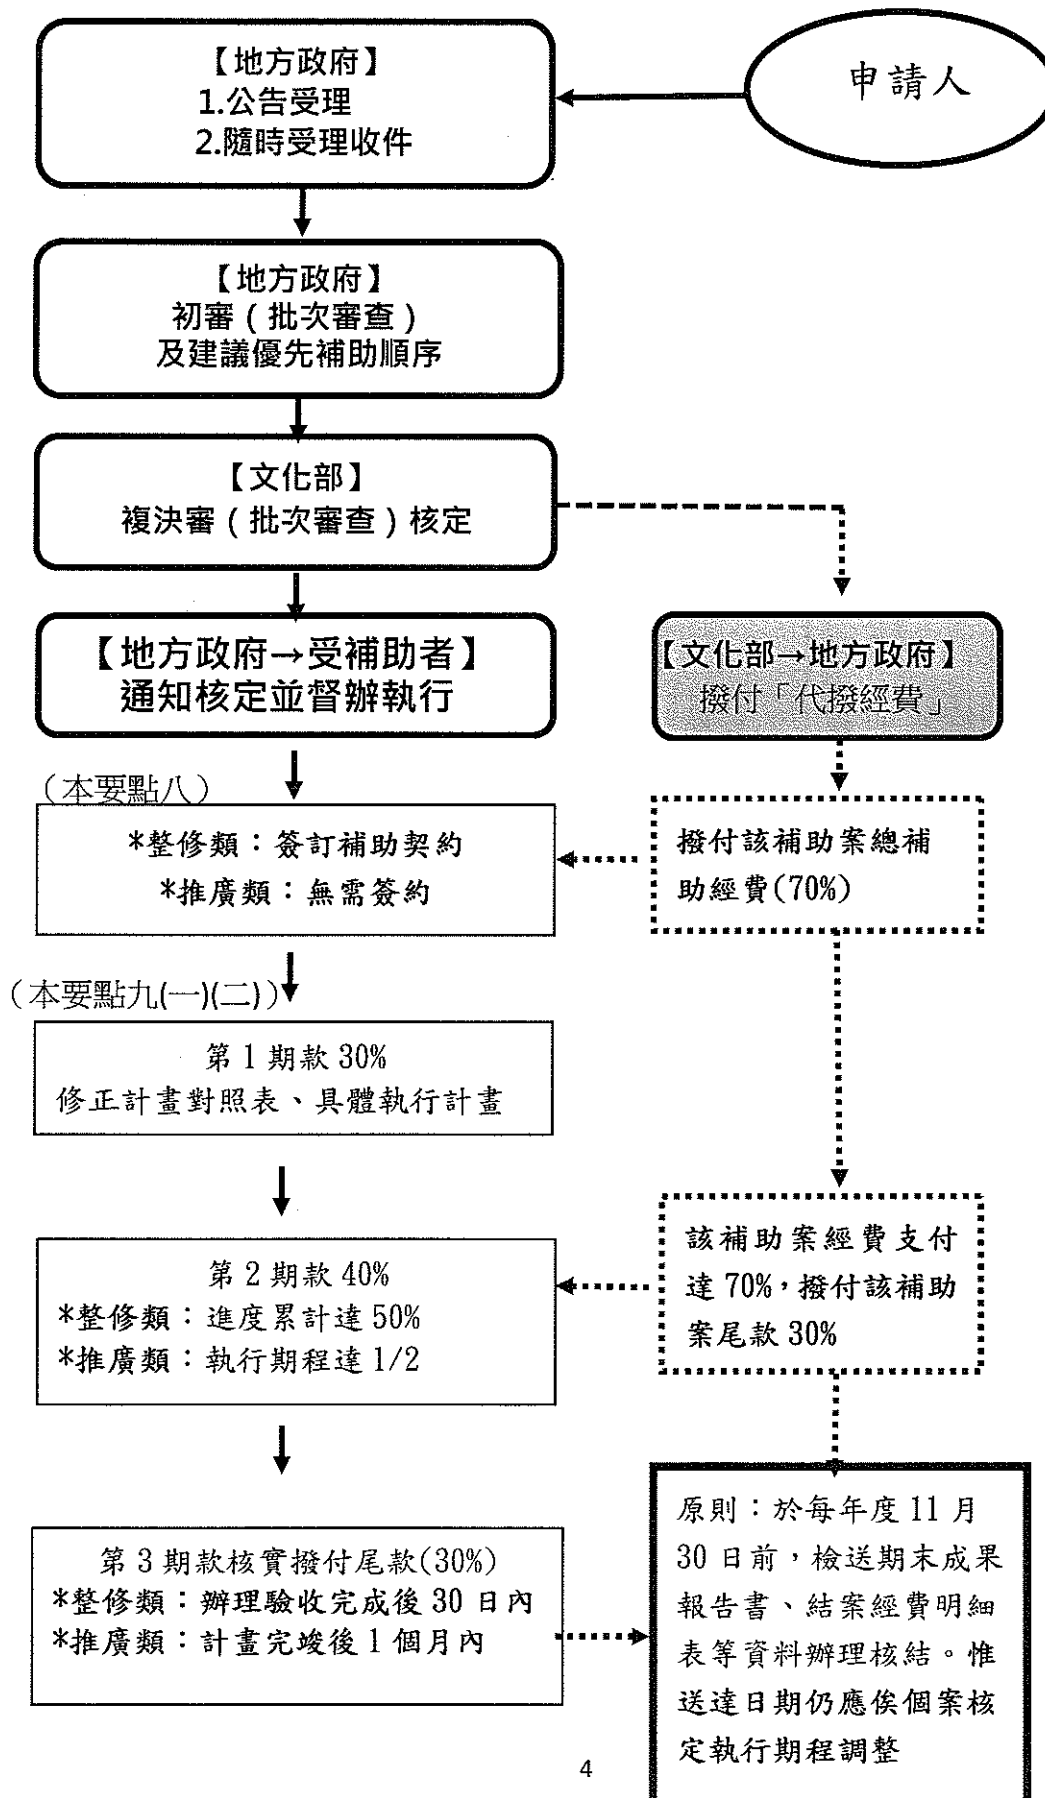 申請人
【地方政府】
1.公告受理
2.隨時受理收件
【地方政府】
初審(批次審查)
及建議優先補助順序
【文化部】
複決審(批次審查)核定
【地方政府→受補助者】
通知核定並督辦執行
【文化部→地方政府】
撥付「代撥經費」
(本要點八)
*整修類：簽訂補助契約
*推廣類：無需簽約
撥付該補助案總補
助經費(70%)
(本要點九(一)(二))
第 1 期款 30%
修正計畫對照表、具體執行計畫
第 2 期款 40%
*整修類：進度累計達 50%
*推廣類：執行期程達 1/2
該補助案經費支付
達 70%，撥付該補助
案尾款 30%
第 3 期款核實撥付尾款(30%)
*整修類：辦理驗收完成後 30 日內
*推廣類：計畫完竣後 1 個月內
原則：於每年度 11 月
30 日前，檢送期末成果
報告書、結案經費明細
表等資料辦理核結。惟
送達日期仍應俟個案核
定執行期程調整
4